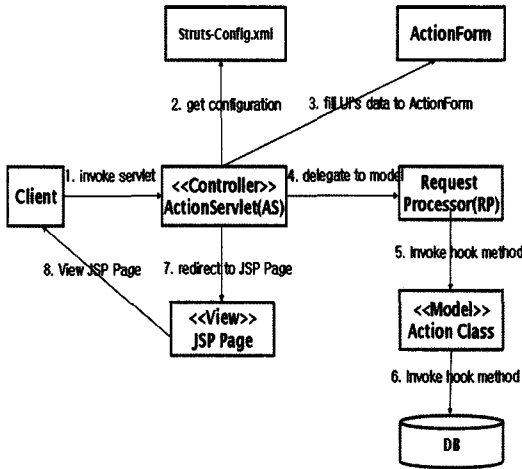 Struts-Config.xml
ActionForm
2. get configuration
3. fill UI's data to ActionForm
1. invoke servlet
4. delegate to model
Client
<<Controller>>
ActionServlet(AS)
Request
Processor(RP)
8. View JSP Page
7. redirect to JSP Page
5. Invoke hook method
<<View>>
JSP Page
<<Model>>
Action Class
6. Invoke hook method
DB